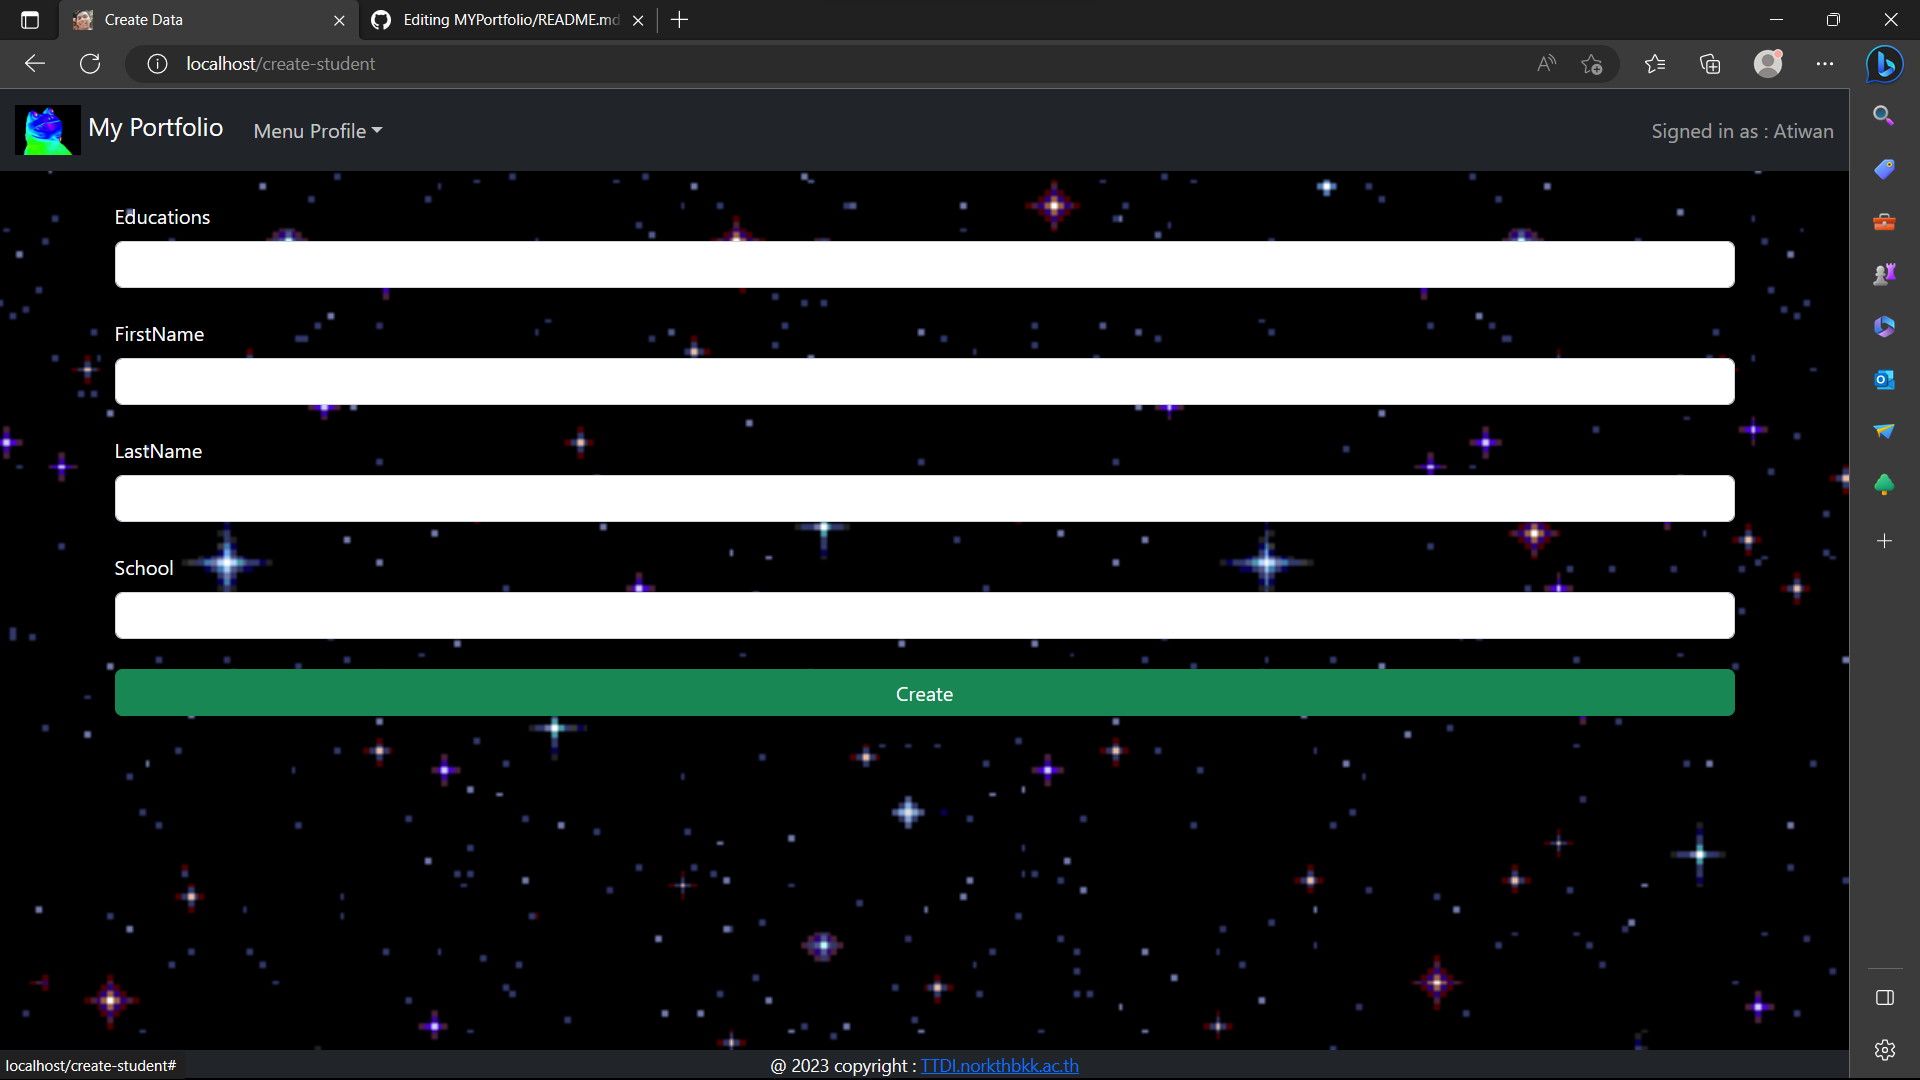 Create Data
Editing MYPortfolio/README.md
localhost/create-student
My Portfolio
Menu Profile
Signed in as : Atiwan
Educations
FirstName
LastName
School
Create
localhost/create-student#
@ 2023 copyright : TTDI.norkthbkk.ac.th